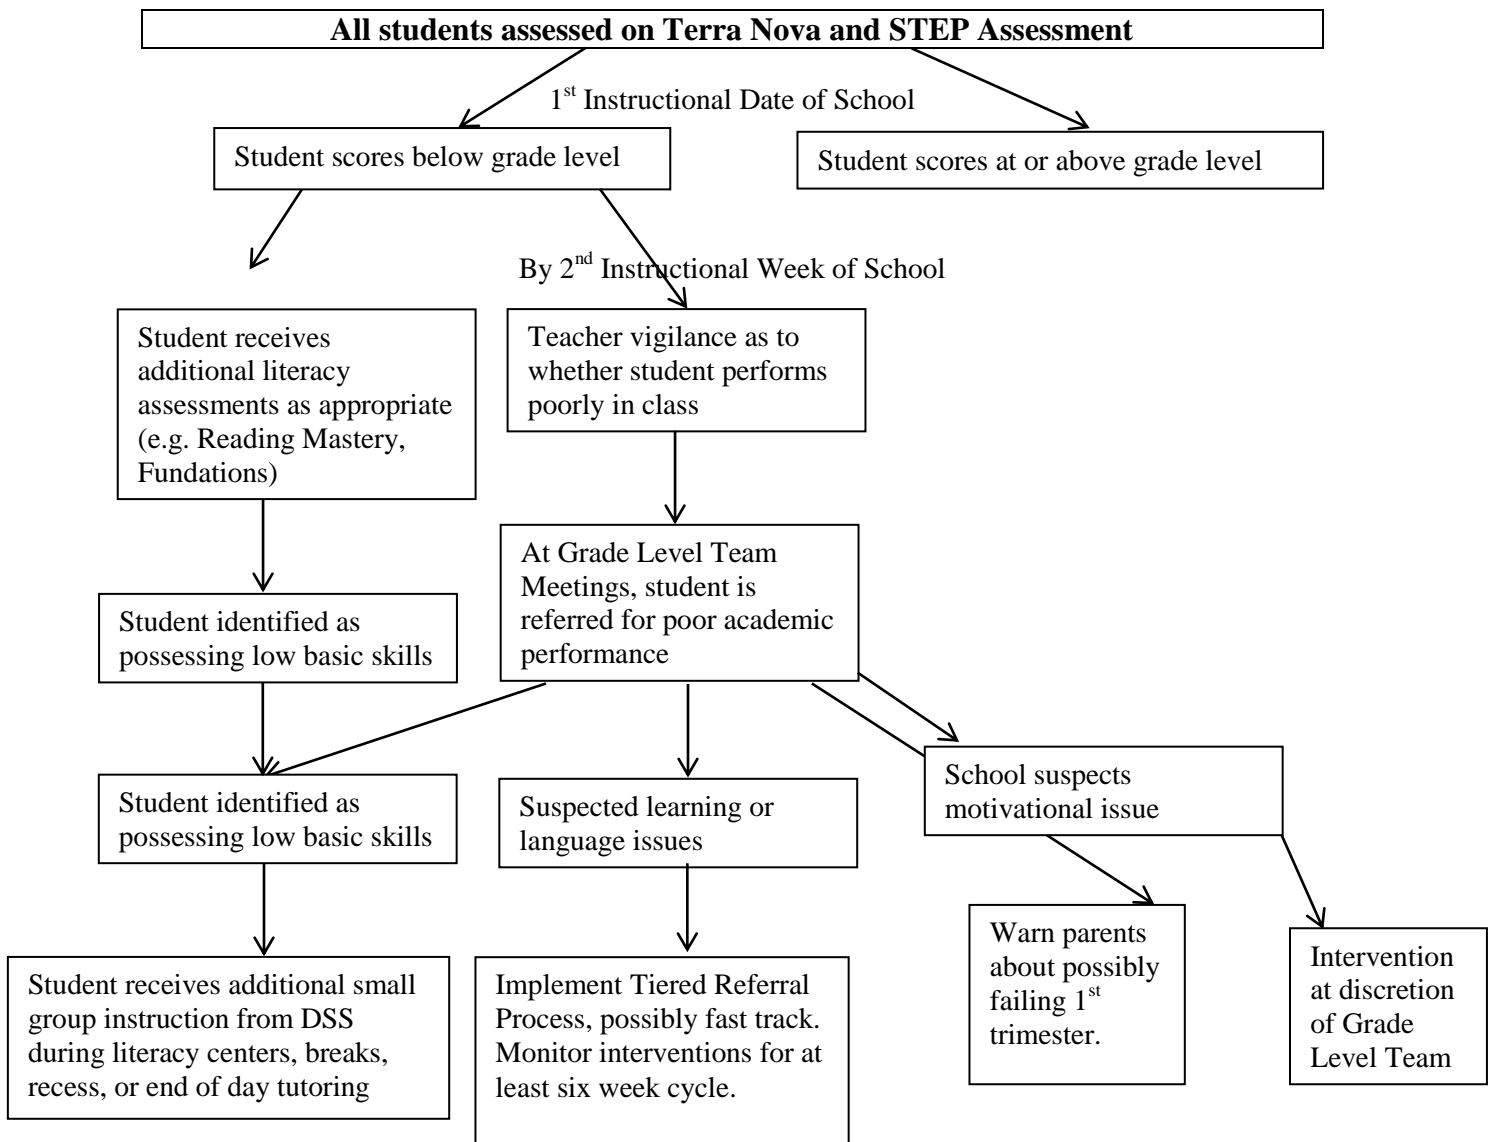 All students assessed on Terra Nova and STEP Assessment
1st Instructional Date of School
Student scores below grade level
Student scores at or above grade level
By 2nd Instructional Week of School
Student receives
additional literacy
assessments as appropriate
(e.g. Reading Mastery,
Fundations)
Teacher vigilance as to
whether student performs
poorly in class
At Grade Level Team
Meetings, student is
referred for poor academic
performance
Student identified as
possessing low basic skills
Student identified as
possessing low basic skills
Suspected learning or
language issues
School suspects
motivational issue
Student receives additional small
group instruction from DSS
during literacy centers, breaks,
recess, or end of day tutoring
Implement Tiered Referral
Process, possibly fast track.
Monitor interventions for at
least six week cycle.
Warn parents
about possibly
failing 1st
trimester.
Intervention
at discretion
of Grade
Level Team